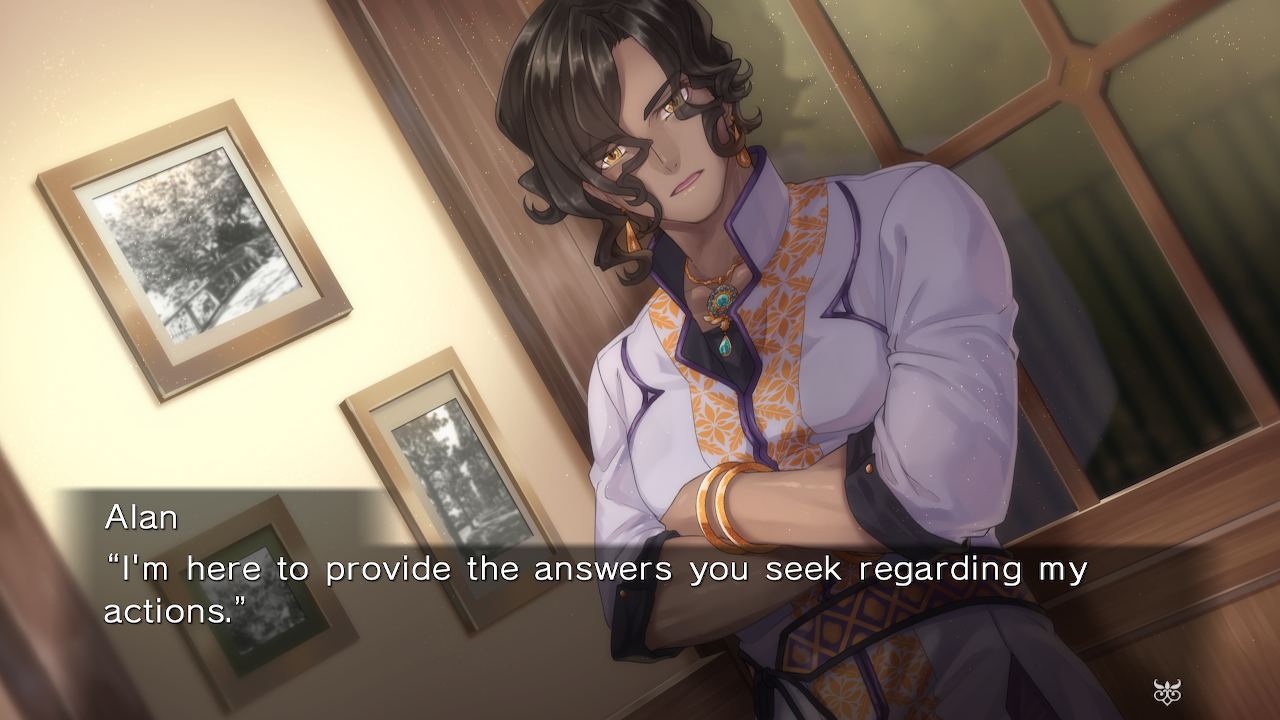 Alan
“I'm here to provide the answers you seek regarding my
actions.”